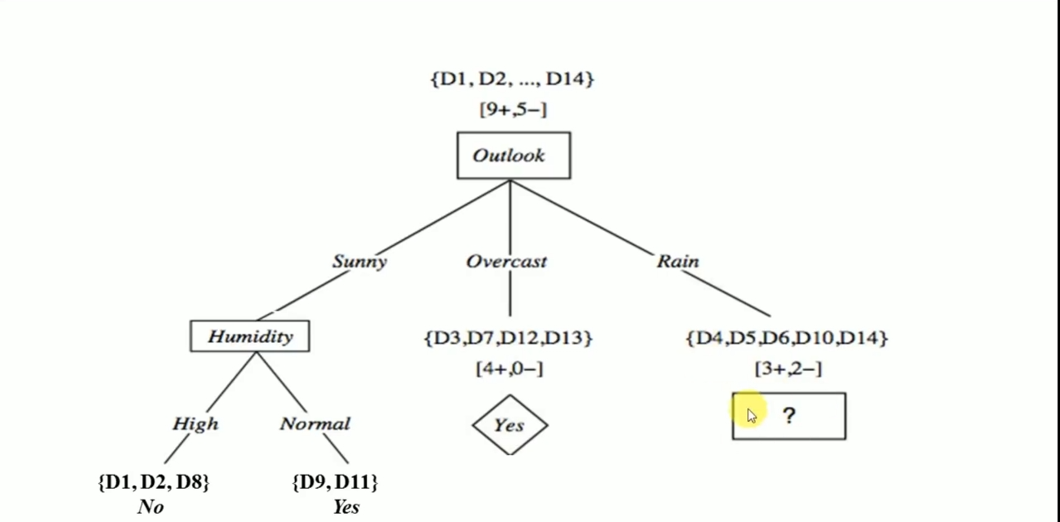 {D1, D2, ..., D14}
[9+,5−]
Outlook
Sunny
Overcast
Rain
Humidity
{D3,D7,D12,D13}
{D4,D5,D6,D10,D14}
[4+,0−]
[3+,2−]
High
Normal
Yes
?
{D1, D2, D8}
{D9, D11}
No
Yes